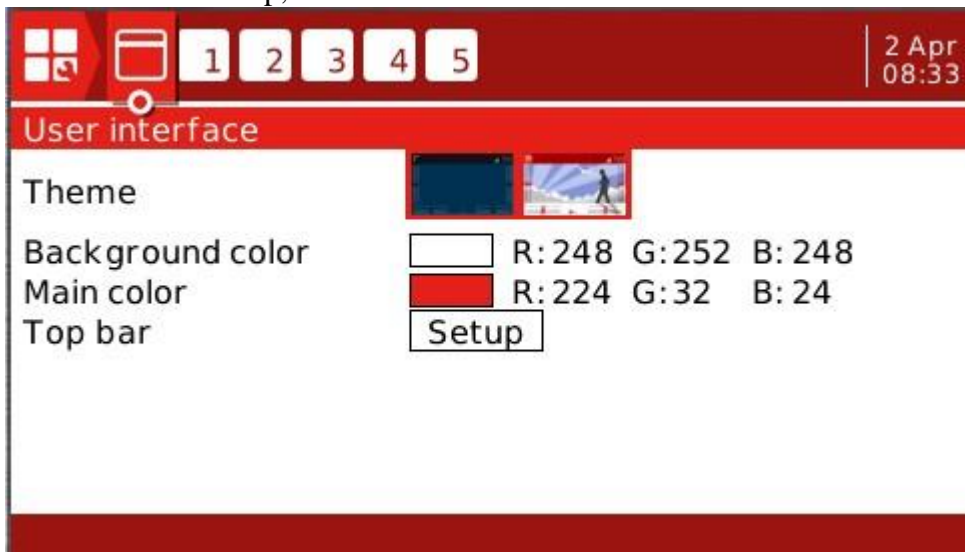 1 2 3 4 5
2 Apr
08:33
User interface
Theme
Background color R:248 G:252 B:248
Main color R:224 G:32 B:24
Top bar Setup